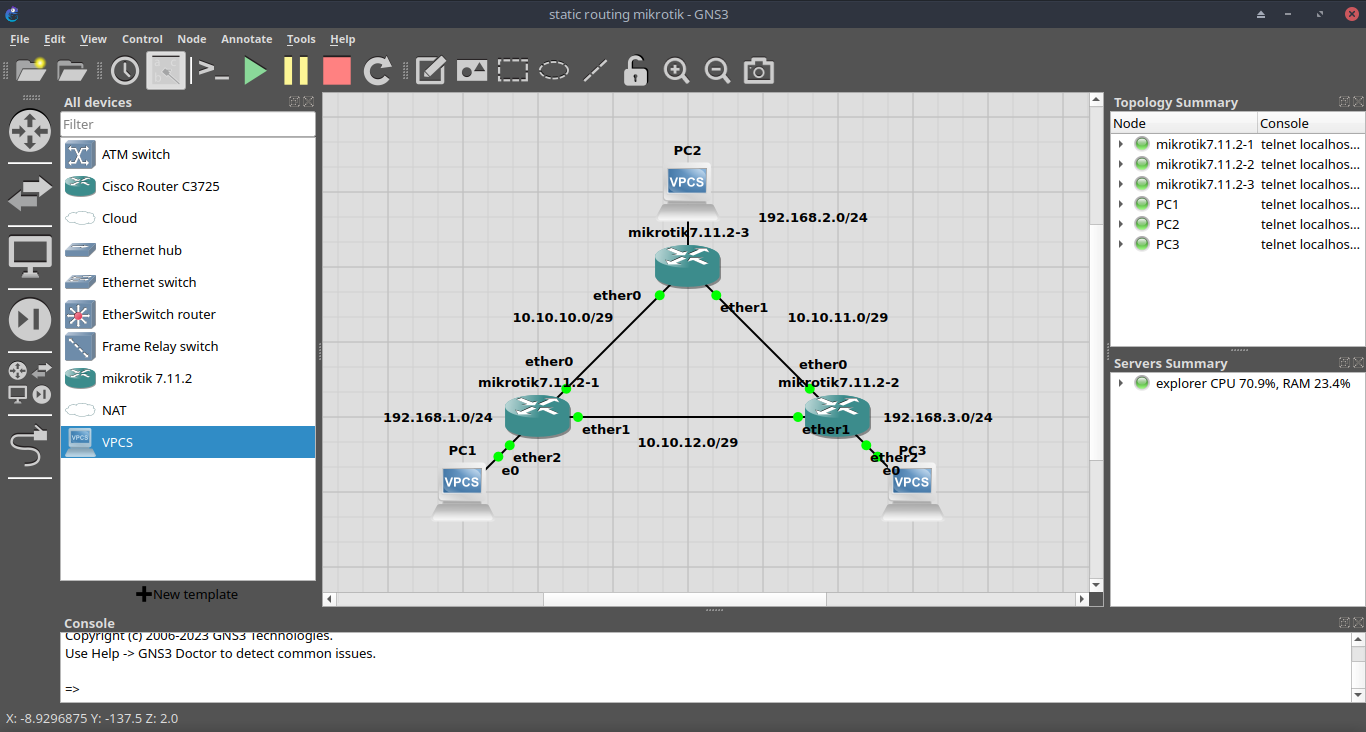 static routing mikrotik - GNS3
File Edit View Control Node Annotate Tools Help
All devices
Filter
ATM switch
Cisco Router C3725
Cloud
Ethernet hub
Ethernet switch
EtherSwitch router
Frame Relay switch
mikrotik 7.11.2
NAT
VPCS
VPCS
New template
PC2
VPCS
192.168.2.0/24
mikrotik7.11.2-3
ether0
ether1
10.10.10.0/29
10.10.11.0/29
ether0
ether0
mikrotik7.11.2-1
mikrotik7.11.2-2
192.168.1.0/24
192.168.3.0/24
ether1
ether1
10.10.12.0/29
PC1
PC3
ether2
ether2
e0
e0
VPCS
VPCS
Topology Summary
Node Console
mikrotik7.11.2-1 telnet localhos...
mikrotik7.11.2-2 telnet localhos...
mikrotik7.11.2-3 telnet localhos...
PC1 telnet localhos...
PC2 telnet localhos...
PC3 telnet localhos...
Servers Summary
explorer CPU 70.9%, RAM 23.4%
Console
Copyright (c) 2006-2023 GNS3 Technologies.
Use Help -> GNS3 Doctor to detect common issues.
=>
X: -8.9296875 Y: -137.5 Z: 2.0